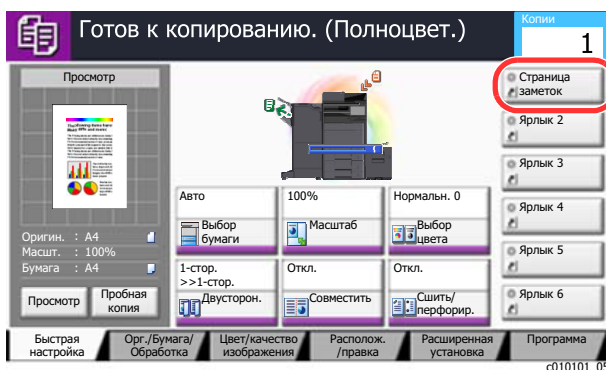 Готов к копированию. (Полноцвет.)
Копии
1
Просмотр
Оригин. : A4
Масшт. : 100%
Бумага : A4
Просмотр
Пробная
копия
Авто
Выбор
бумаги
100%
Масштаб
Нормальн. 0
Выбор
цвета
1-стор.
>>1-стор.
Двусторон.
Откл.
Совместить
Откл.
Сшить/
перфорир.
Страница
заметок
Ярлык 2
Ярлык 3
Ярлык 4
Ярлык 5
Ярлык 6
Быстрая
настройка
Орг./Бумага/
Обработка
Цвет/качество
изображения
Располож.
/правка
Расширенная
установка
Программа
c010101_05